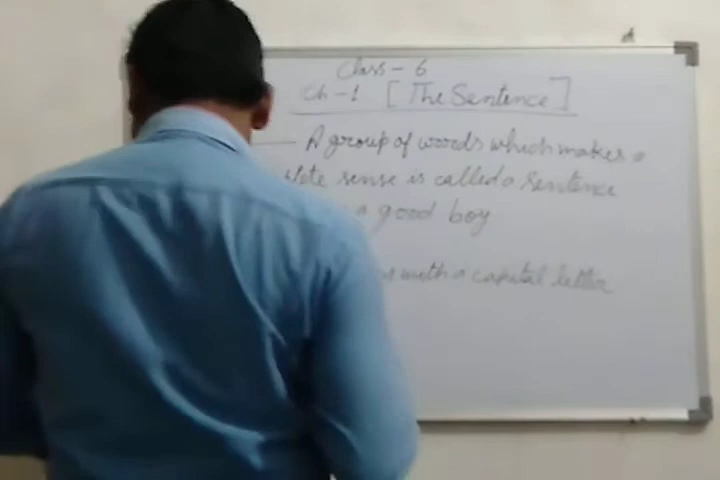 Class - 6
Ch - 1 [The Sentence]
A group of words which makes a
sense is called a sentence
a good boy
with a capital letter